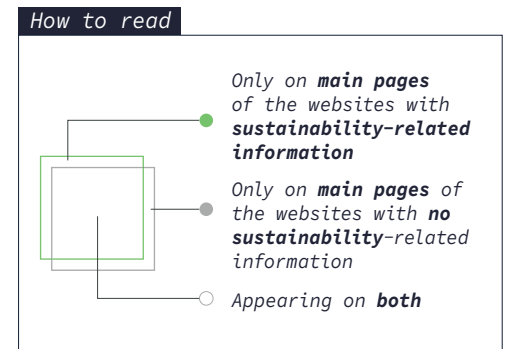 How to read
Only on main pages
of the websites with
sustainability-related
information
Only on main pages of
the websites with no
sustainability-related
information
Appearing on both